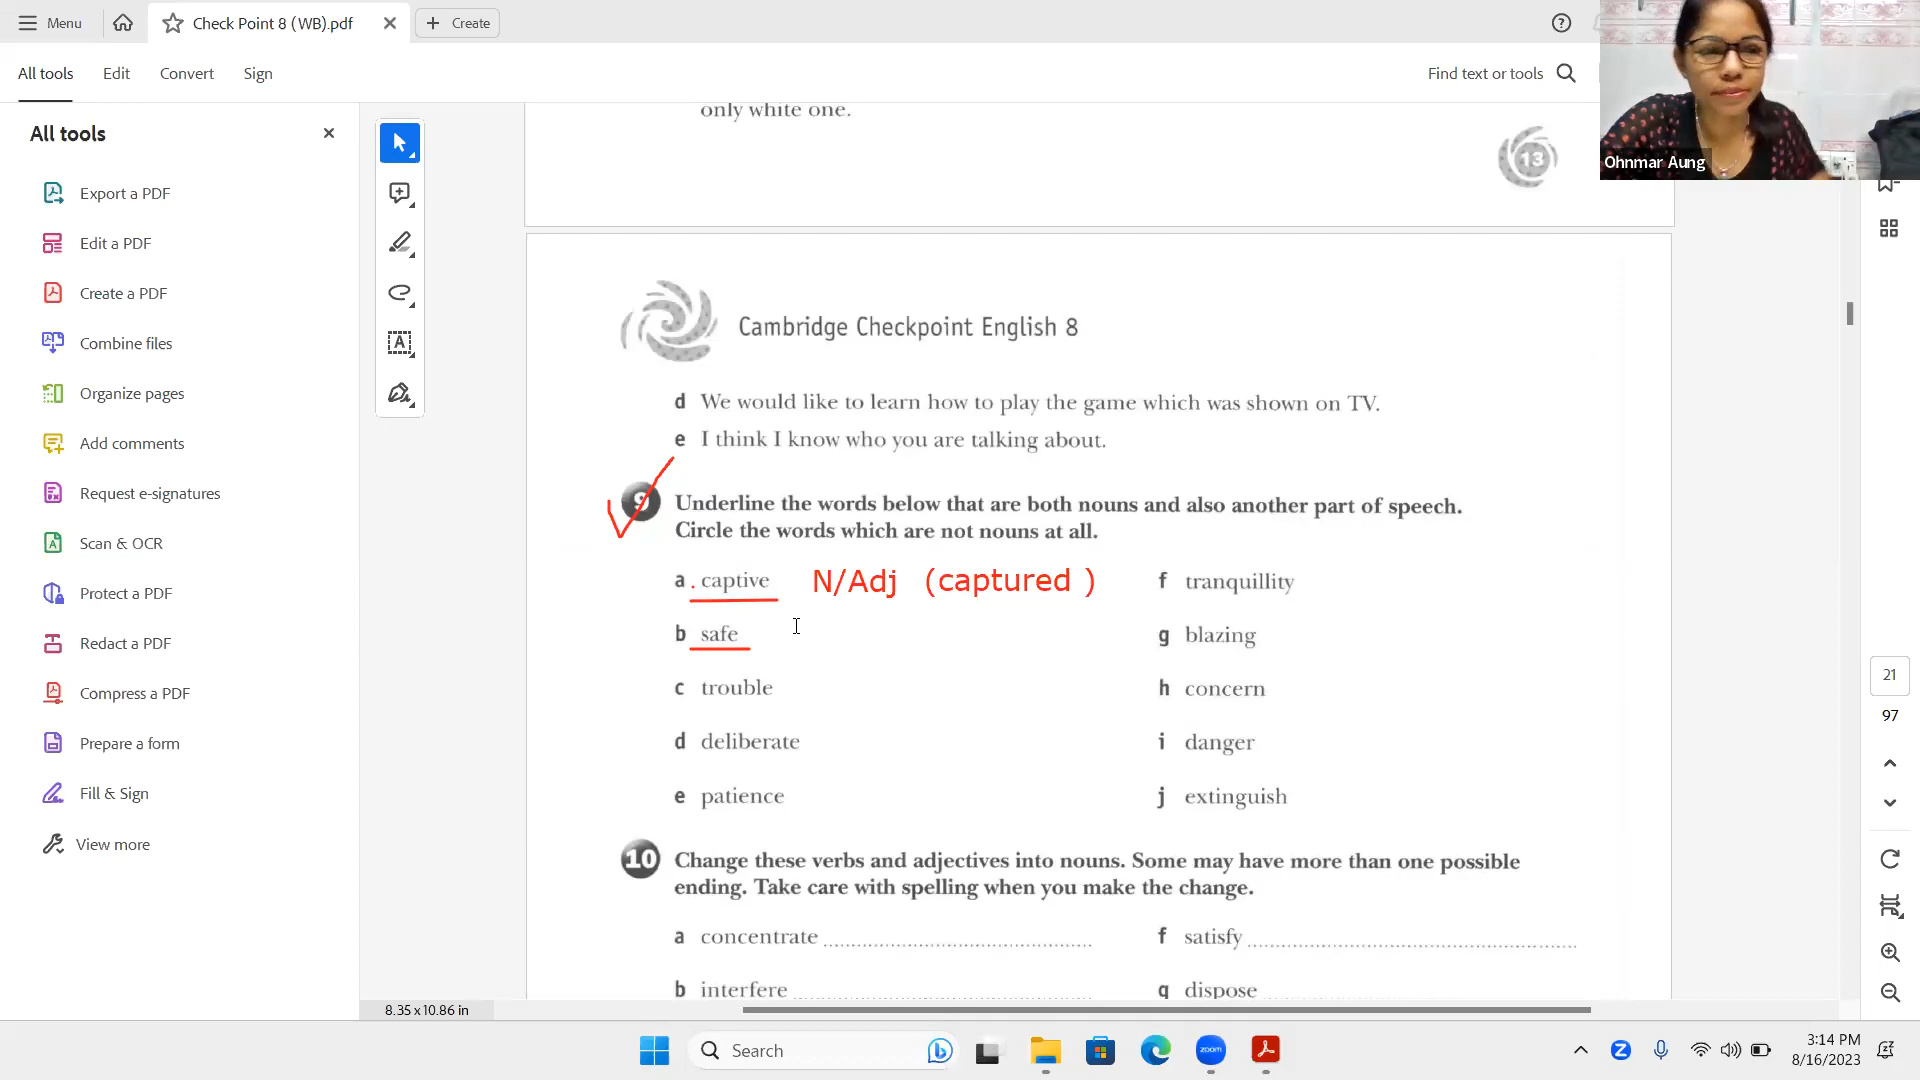 Menu
Check Point 8 (WB).pdf
Create
All tools
Edit
Convert
Sign
Find text or tools
Ohnmar Aung
All tools
Export a PDF
Edit a PDF
Create a PDF
Combine files
Organize pages
Add comments
Request e-signatures
Scan & OCR
Protect a PDF
Redact a PDF
Compress a PDF
Prepare a form
Fill & Sign
View more
only white one.
13
Cambridge Checkpoint English 8
d We would like to learn how to play the game which was shown on TV.
e I think I know who you are talking about.
9 Underline the words below that are both nouns and also another part of speech.
Circle the words which are not nouns at all.
a . captive N/Adj (captured ) f tranquillity
b safe g blazing
c trouble h concern
d deliberate i danger
e patience j extinguish
10 Change these verbs and adjectives into nouns. Some may have more than one possible
ending. Take care with spelling when you make the change.
a concentrate f satisfy
b interfere g dispose
21
97
8.35 x 10.86 in
Search
zoom
3:14 PM
8/16/2023